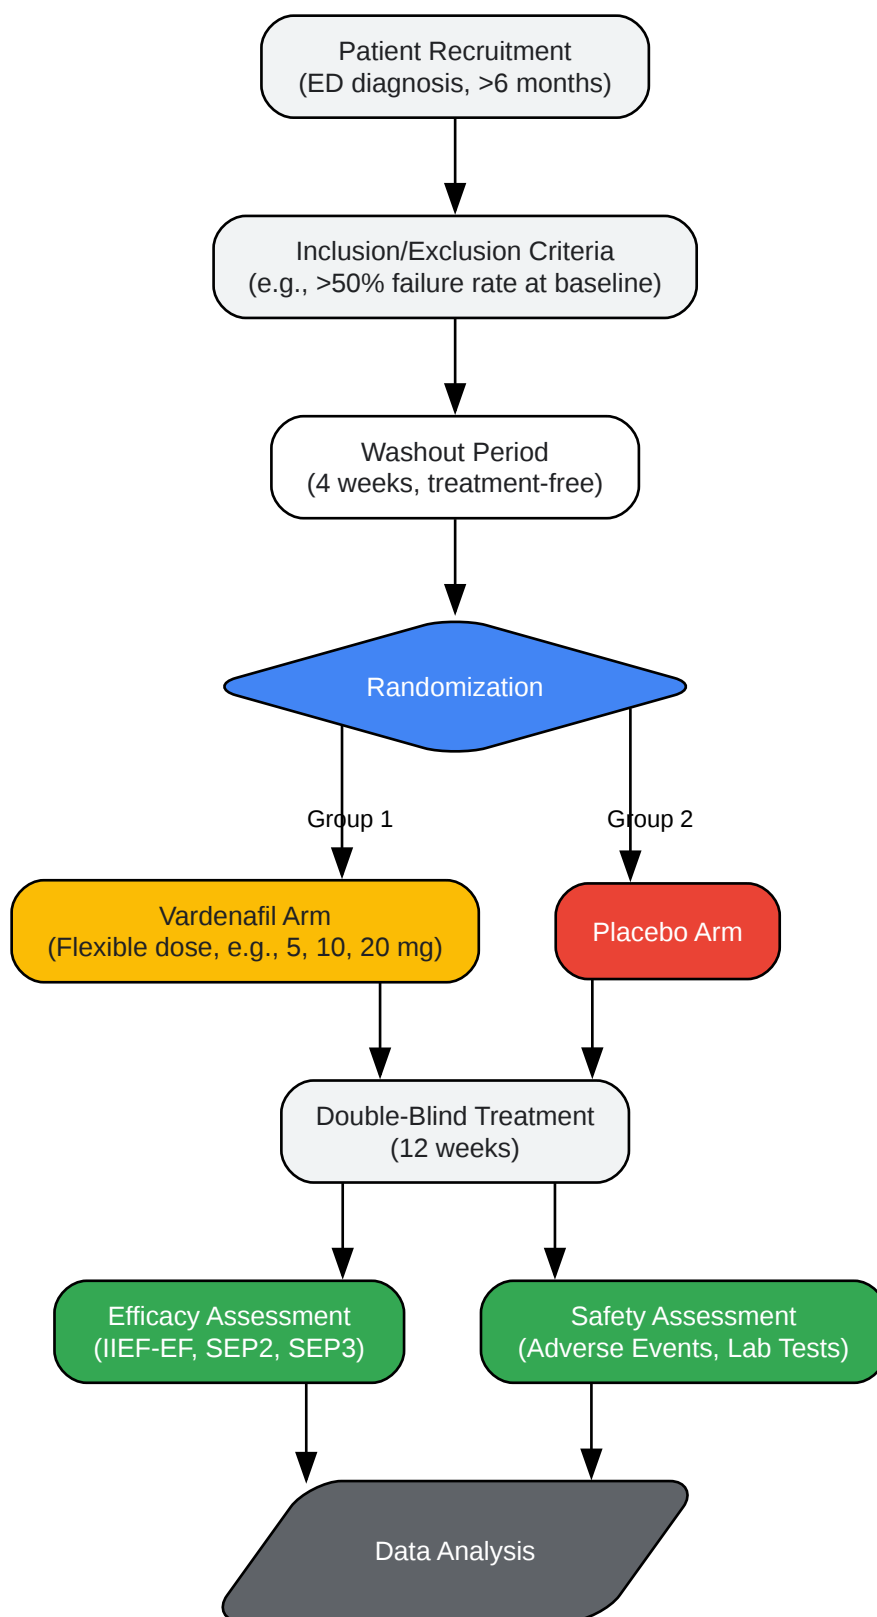 Patient Recruitment
(ED diagnosis, >6 months)
Inclusion/Exclusion Criteria
(e.g., >50% failure rate at baseline)
Washout Period
(4 weeks, treatment-free)
Randomization
Group 1
Group 2
Vardenafil Arm
(Flexible dose, e.g., 5, 10, 20 mg)
Placebo Arm
Double-Blind Treatment
(12 weeks)
Efficacy Assessment
(IIEF-EF, SEP2, SEP3)
Safety Assessment
(Adverse Events, Lab Tests)
Data Analysis